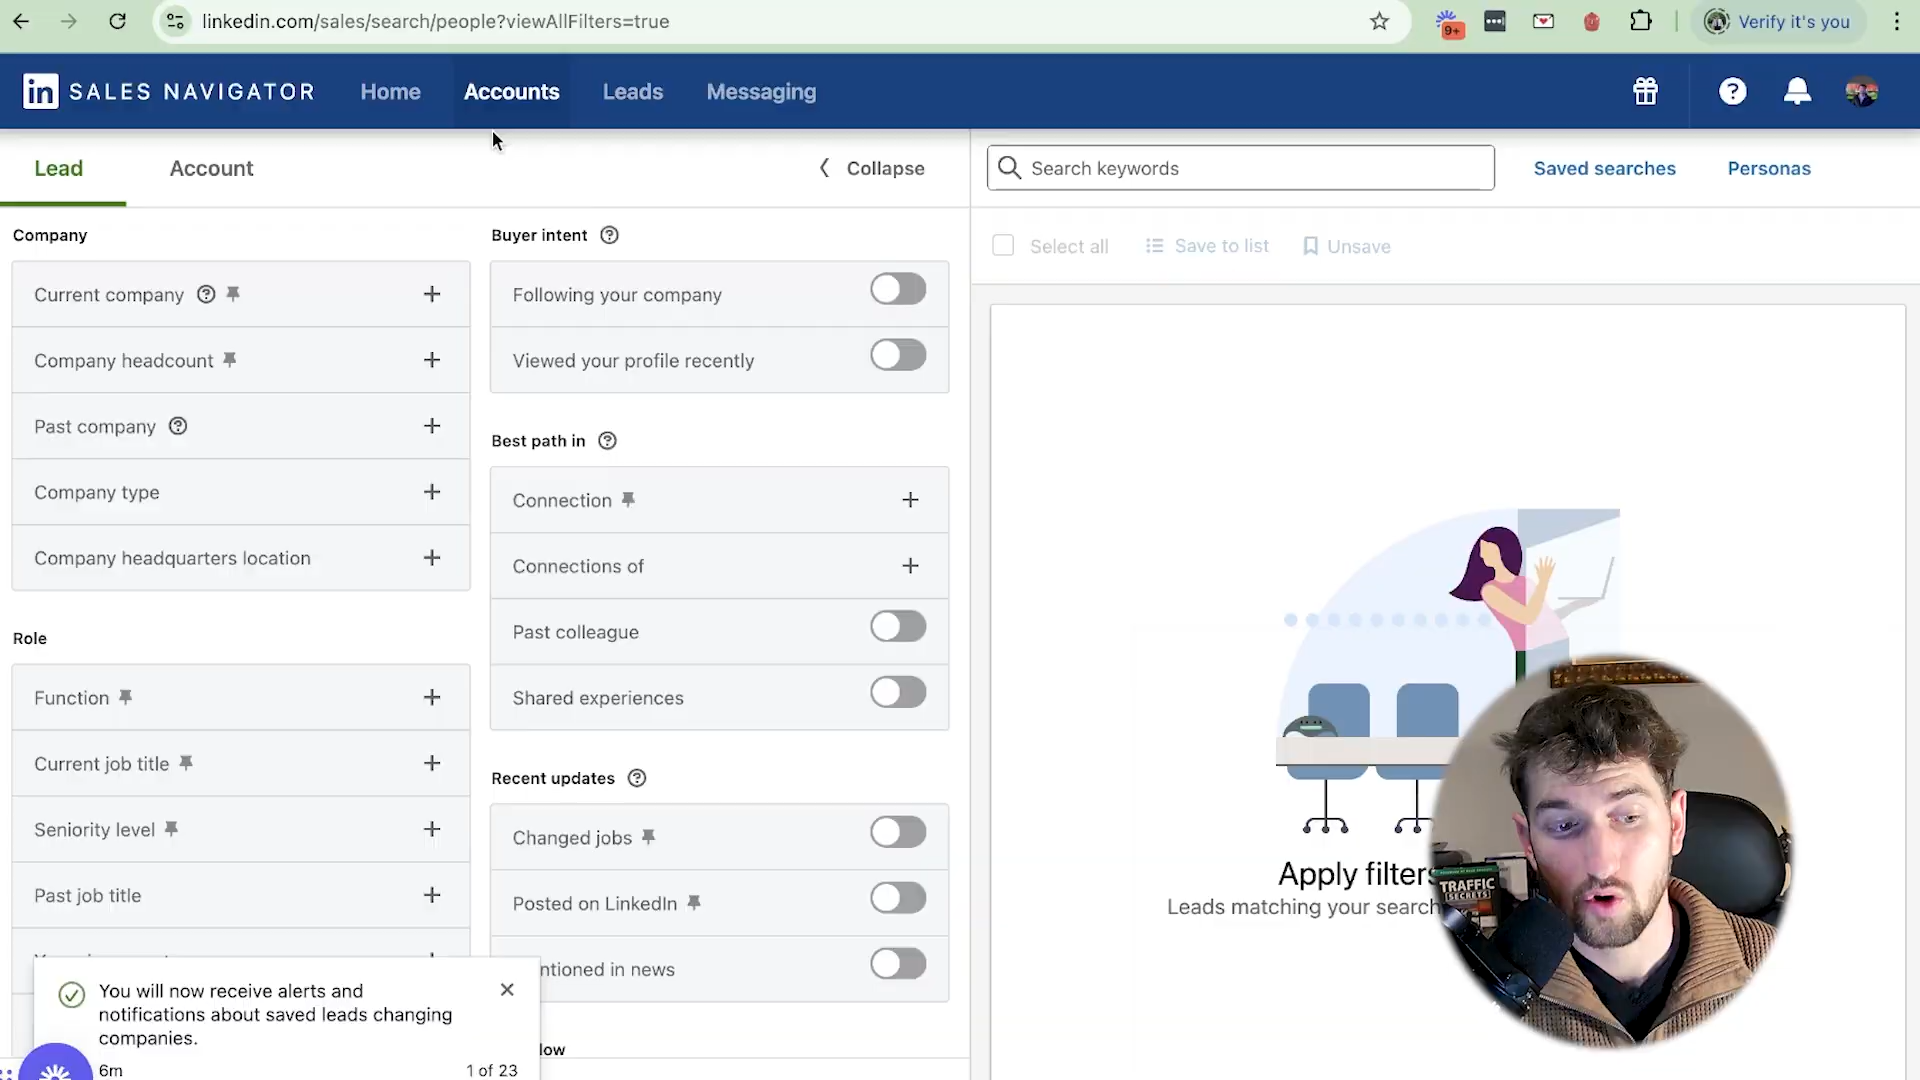 linkedin.com/sales/search/people?viewAllFilters=true
9+
Verify it's you
in SALES NAVIGATOR
Home
Accounts
Leads
Messaging
Lead
Account
Collapse
Search keywords
Saved searches
Personas
Select all
Save to list
Unsave
Company
Current company
Company headcount
Past company
Company type
Company headquarters location
Role
Function
Current job title
Seniority level
Past job title
Buyer intent
Following your company
Viewed your profile recently
Best path in
Connection
Connections of
Past colleague
Shared experiences
Recent updates
Changed jobs
Posted on LinkedIn
ntioned in news
low
You will now receive alerts and
notifications about saved leads changing
companies.
6m
1 of 23
Apply filters
Leads matching your search
TRAFFIC
SECRETS